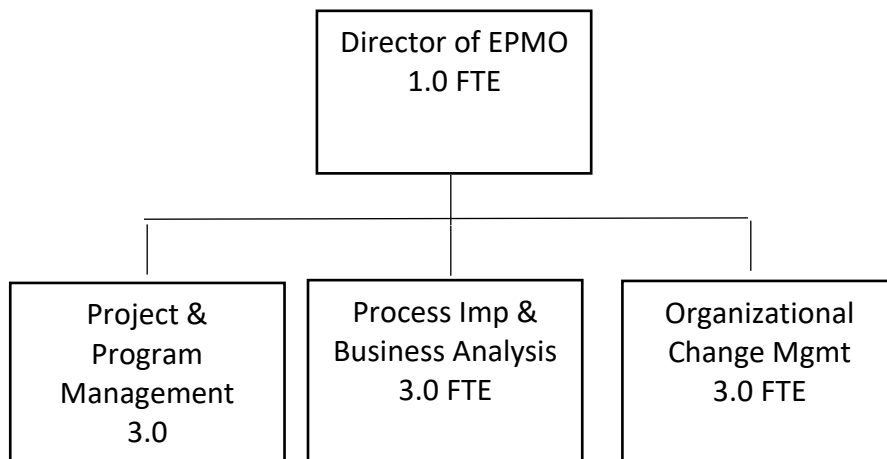 Director of EPMO
1.0 FTE
Project &
Program
Management
3.0
Process Imp &
Business Analysis
3.0 FTE
Organizational
Change Mgmt
3.0 FTE